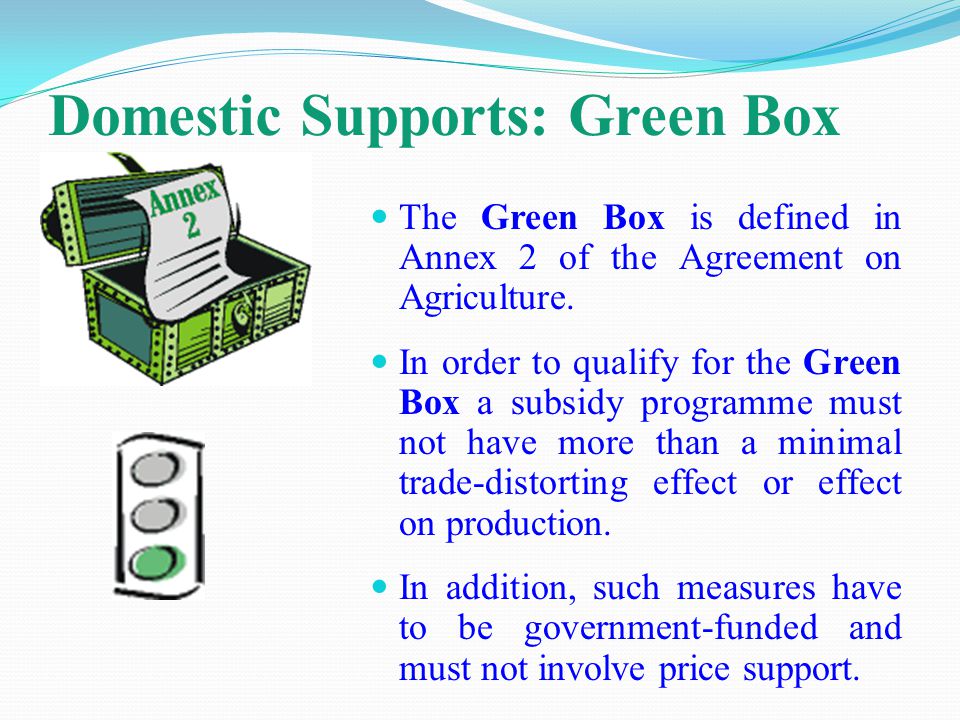 Domestic Supports: Green Box
Annex
2
The Green Box is defined in
Annex 2 of the Agreement on
Agriculture.
In order to qualify for the Green
Box a subsidy programme must
not have more than a minimal
trade-distorting effect or effect
on production.
In addition, such measures have
to be government-funded and
must not involve price support.